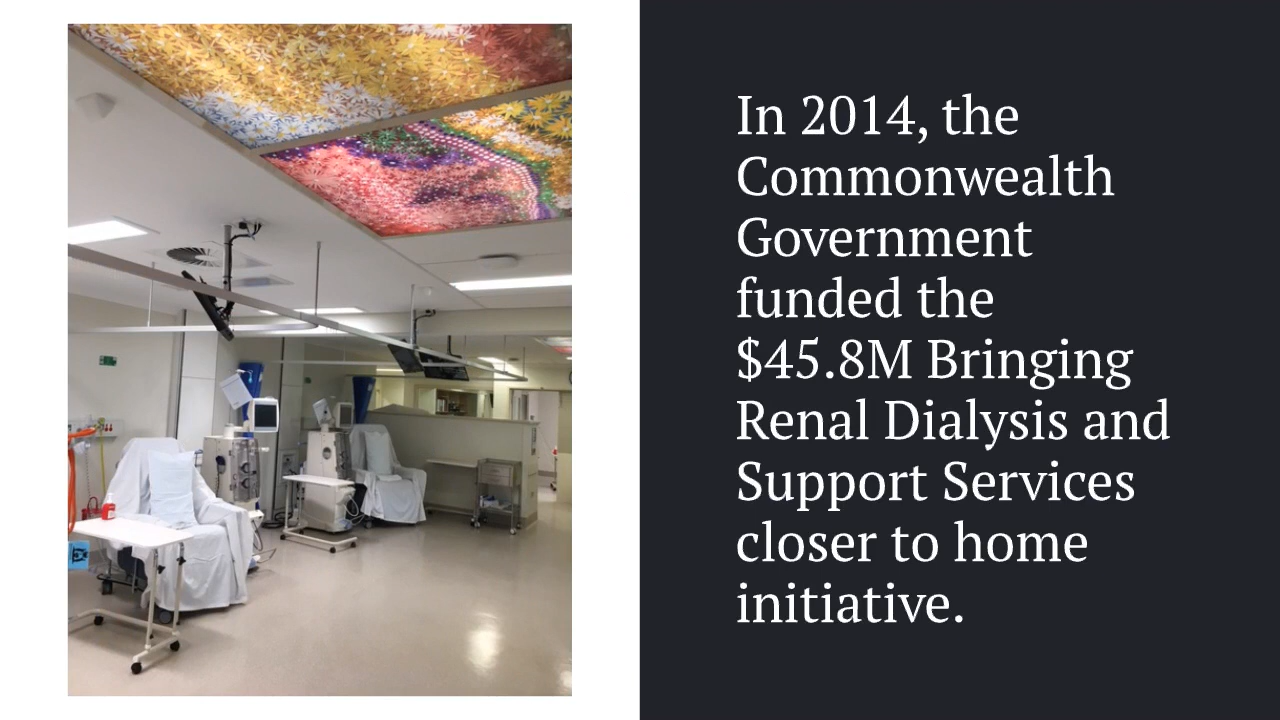 In 2014, the
Commonwealth
Government
funded the
$45.8M Bringing
Renal Dialysis and
Support Services
closer to home
initiative.